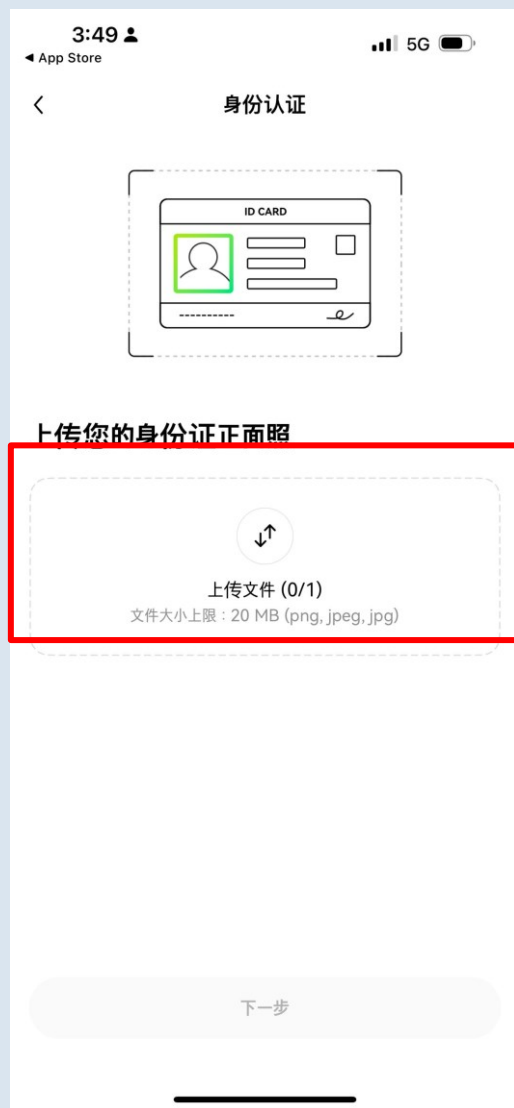 3:49
5G
◀ App Store
身份认证
ID CARD
上传您的身份证正面照
上传文件 (0/1)
文件大小上限：20 MB (png, jpeg, jpg)
下一步